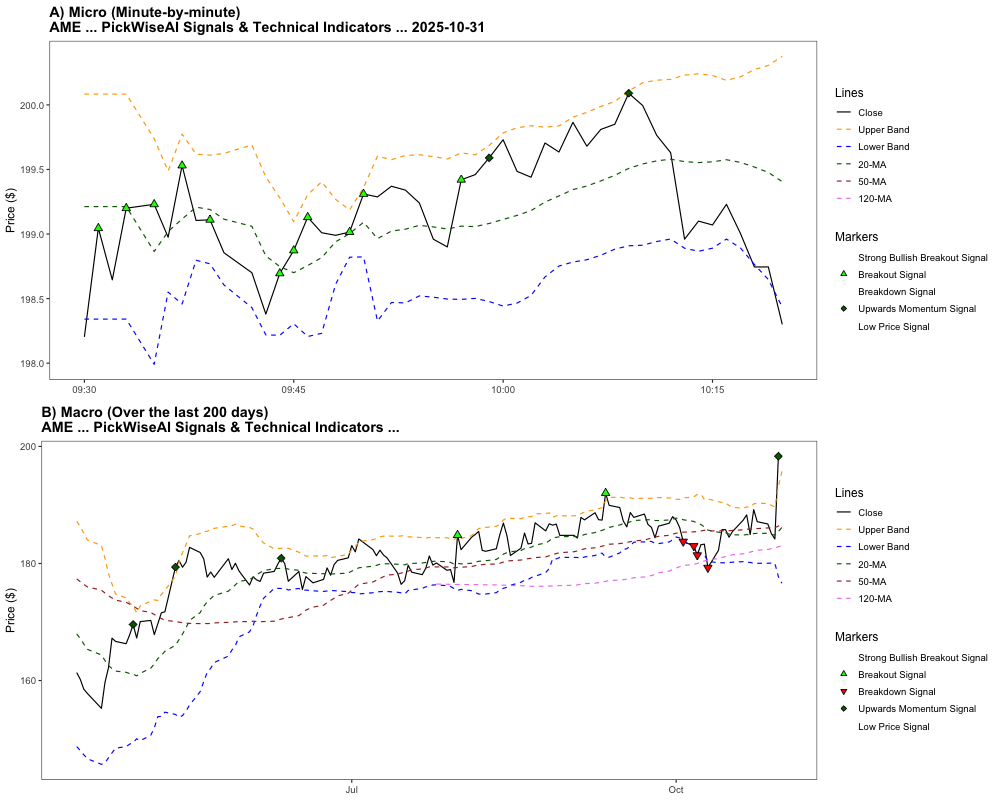 A) Micro (Minute-by-minute)
AME ... PickWiseAI Signals & Technical Indicators ... 2025-10-31
Price ($)
200.0
199.5
199.0
198.5
198.0
09:30
09:45
10:00
10:15
Lines
Close
Upper Band
Lower Band
20-MA
50-MA
120-MA
Markers
Strong Bullish Breakout Signal
Breakout Signal
Breakdown Signal
Upwards Momentum Signal
Low Price Signal
B) Macro (Over the last 200 days)
AME ... PickWiseAI Signals & Technical Indicators ...
Price ($)
200
180
160
Jul
Oct
Lines
Close
Upper Band
Lower Band
20-MA
50-MA
120-MA
Markers
Strong Bullish Breakout Signal
Breakout Signal
Breakdown Signal
Upwards Momentum Signal
Low Price Signal